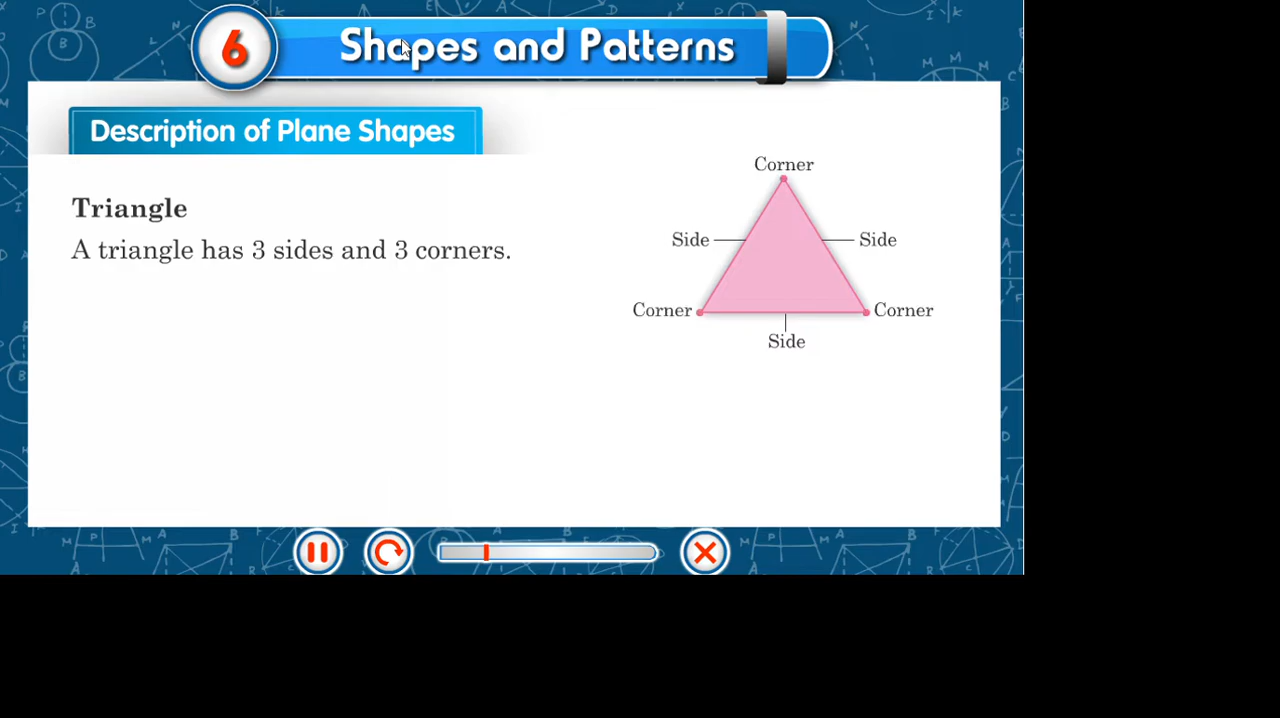 6
Shapes and Patterns
Description of Plane Shapes
Triangle
A triangle has 3 sides and 3 corners.
Corner
Side
Side
Corner
Corner
Side